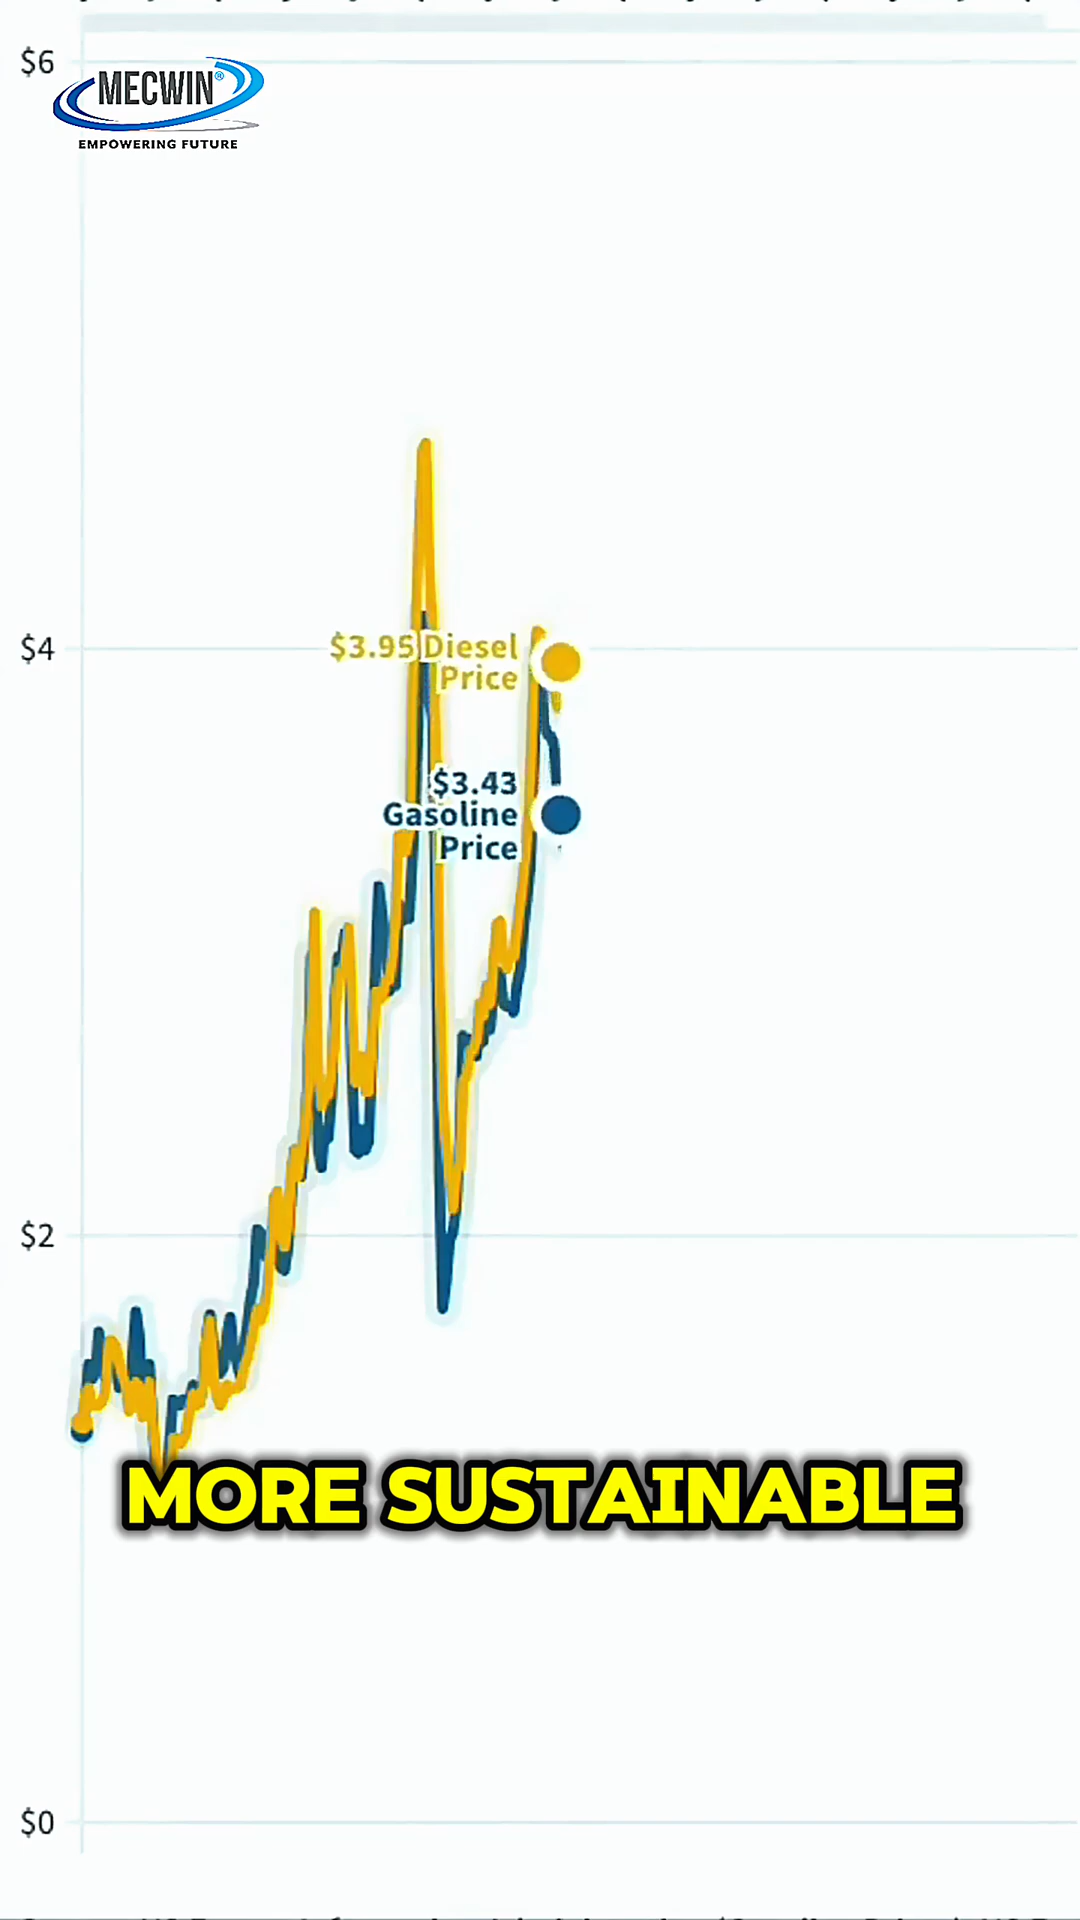 $6
MECWIN®
EMPOWERING FUTURE
$4
$3.95 Diesel
Price
$3.43
Gasoline
Price
$2
MORE SUSTAINABLE
$0